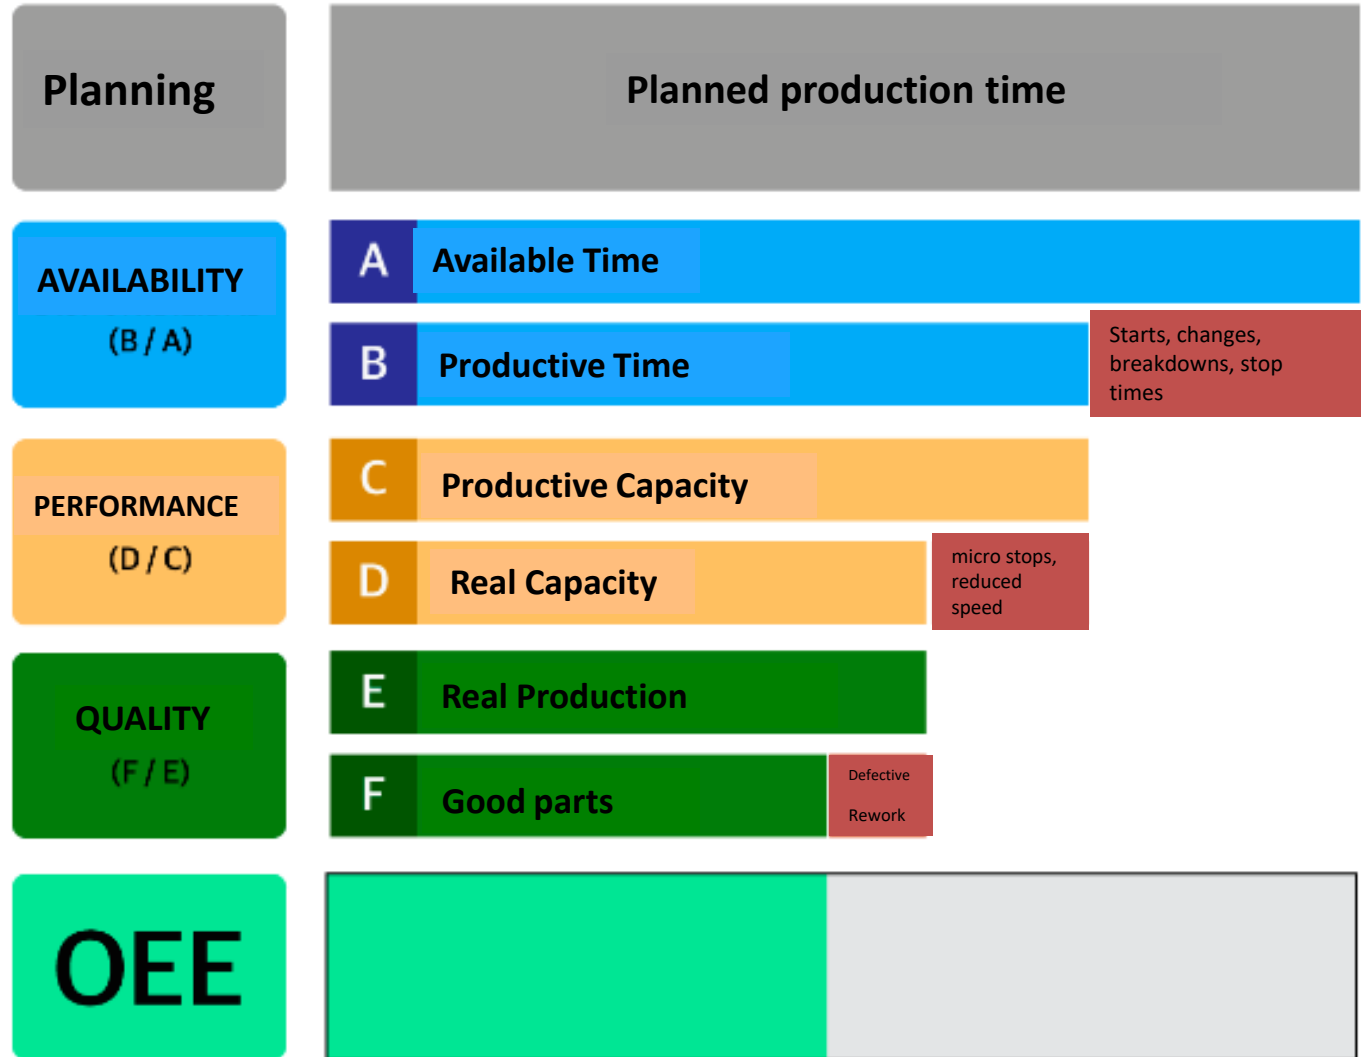 Planning
Planned production time
AVAILABILITY
(B / A)
A
Available Time
B
Productive Time
Starts, changes,
breakdowns, stop
times
PERFORMANCE
(D / C)
C
Productive Capacity
D
Real Capacity
micro stops,
reduced
speed
QUALITY
(F / E)
E
Real Production
F
Good parts
Defective
Rework
OEE